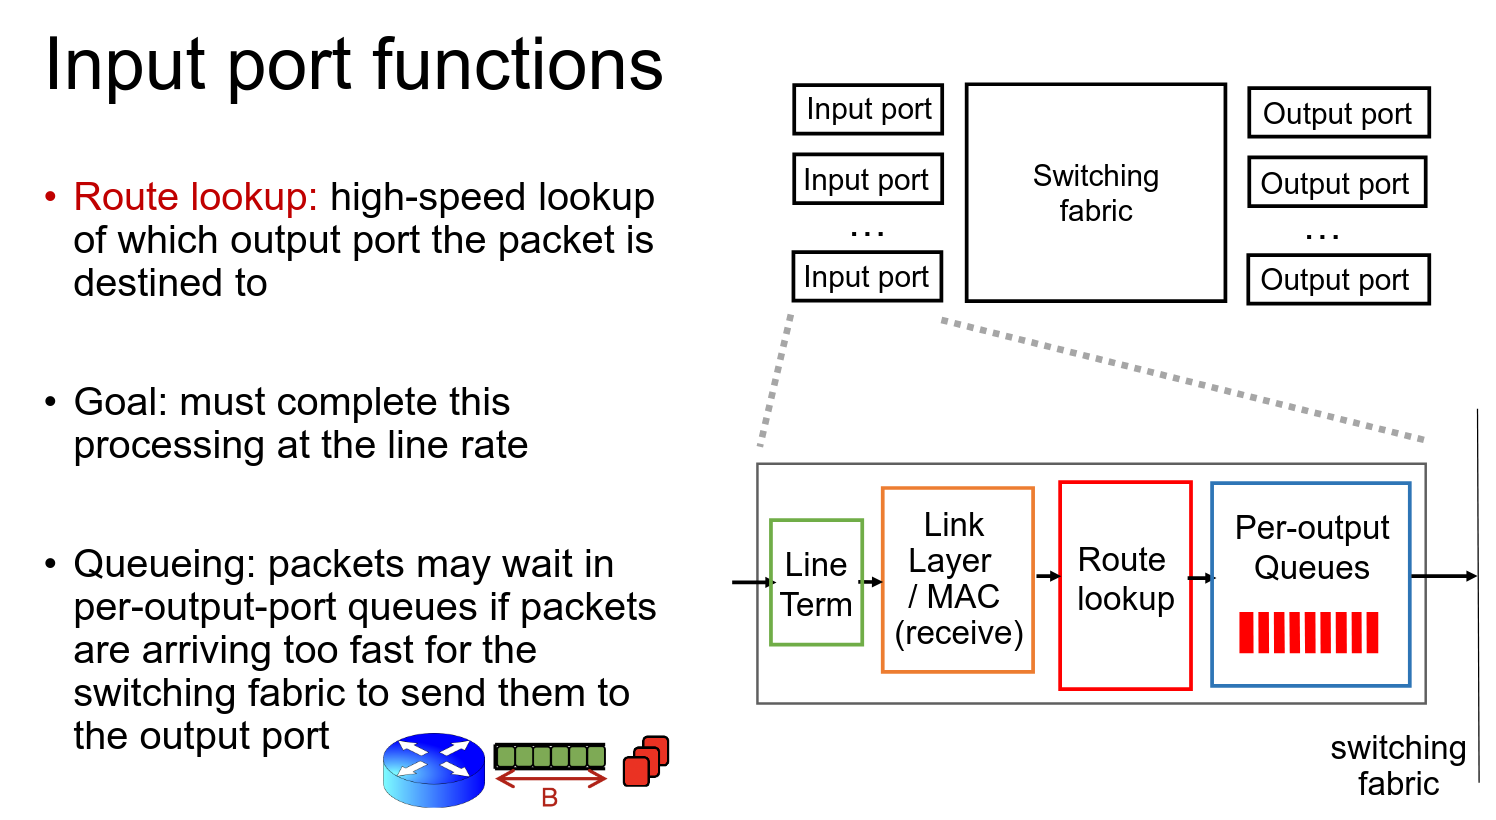 Input port functions
• Route lookup: high-speed lookup
of which output port the packet is
destined to
• Goal: must complete this
processing at the line rate
• Queueing: packets may wait in
per-output-port queues if packets
are arriving too fast for the
switching fabric to send them to
the output port
B
Input port
Input port
...
Input port
Switching
fabric
Output port
Output port
...
Output port
Line
Term
Link
Layer
/ MAC
(receive)
Route
lookup
Per-output
Queues
switching
fabric